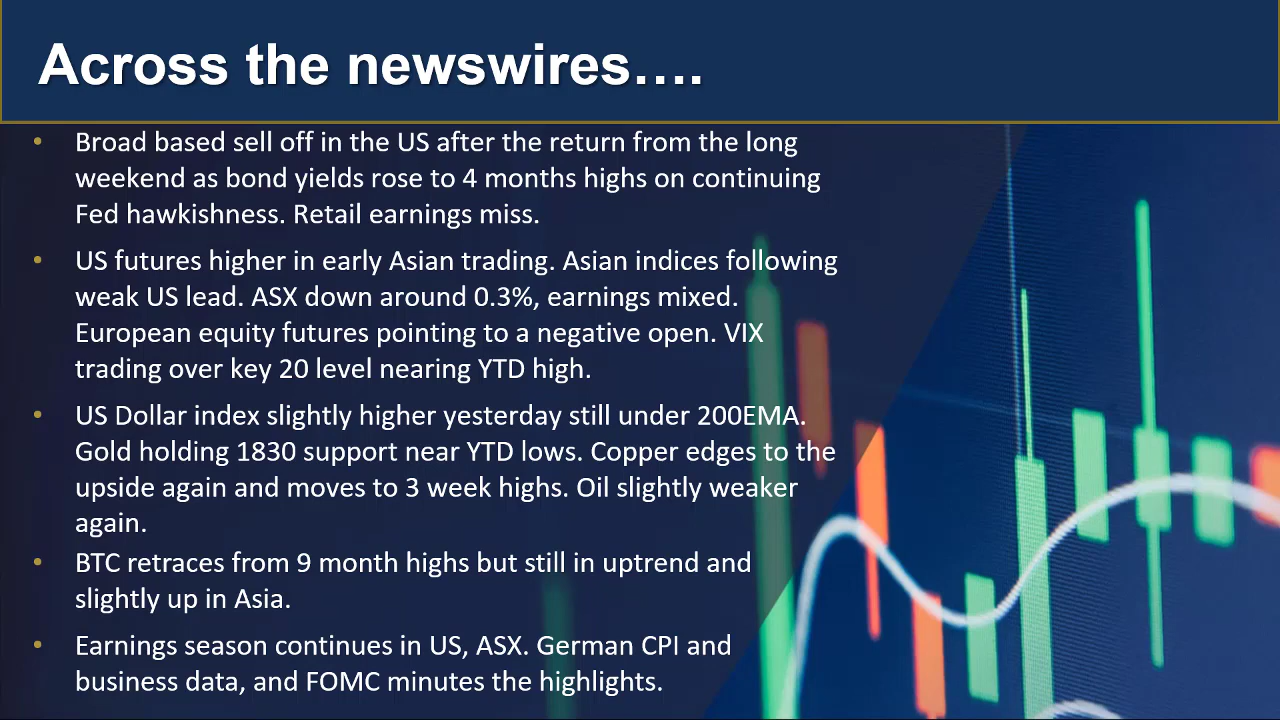 Across the newswires….
• Broad based sell off in the US after the return from the long
weekend as bond yields rose to 4 months highs on continuing
Fed hawkishness. Retail earnings miss.
• US futures higher in early Asian trading. Asian indices following
weak US lead. ASX down around 0.3%, earnings mixed.
European equity futures pointing to a negative open. VIX
trading over key 20 level nearing YTD high.
• US Dollar index slightly higher yesterday still under 200EMA.
Gold holding 1830 support near YTD lows. Copper edges to the
upside again and moves to 3 week highs. Oil slightly weaker
again.
• BTC retraces from 9 month highs but still in uptrend and
slightly up in Asia.
• Earnings season continues in US, ASX. German CPI and
business data, and FOMC minutes the highlights.